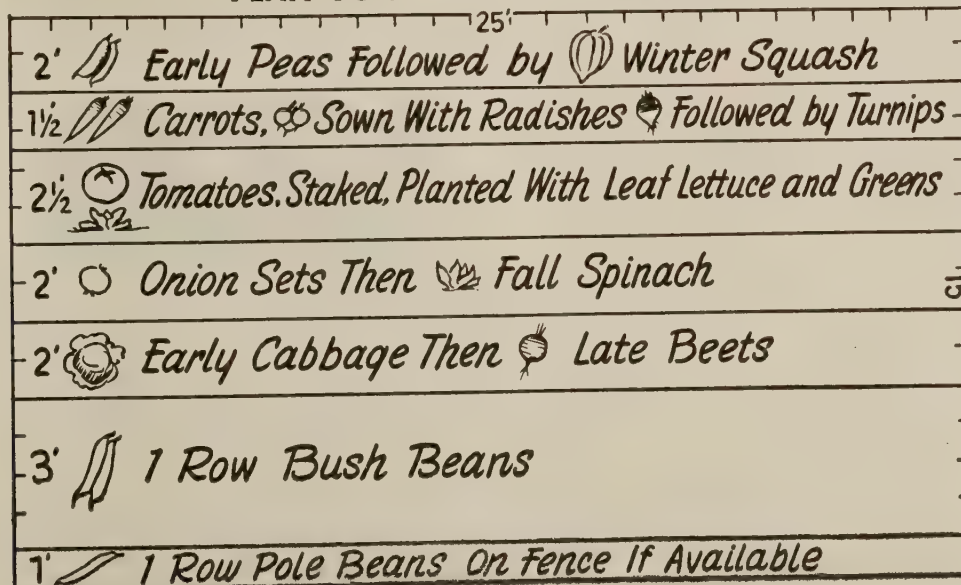 25'
2' Early Peas Followed by Winter Squash
1½' Carrots, Sown With Radishes Followed by Turnips
2½' Tomatoes, Staked, Planted With Leaf lettuce and Greens
2' Onion Sets Then Fall Spinach
2' Early Cabbage Then Late Beets
3' 1 Row Bush Beans
1' 1 Row Pole Beans On Fence If Available